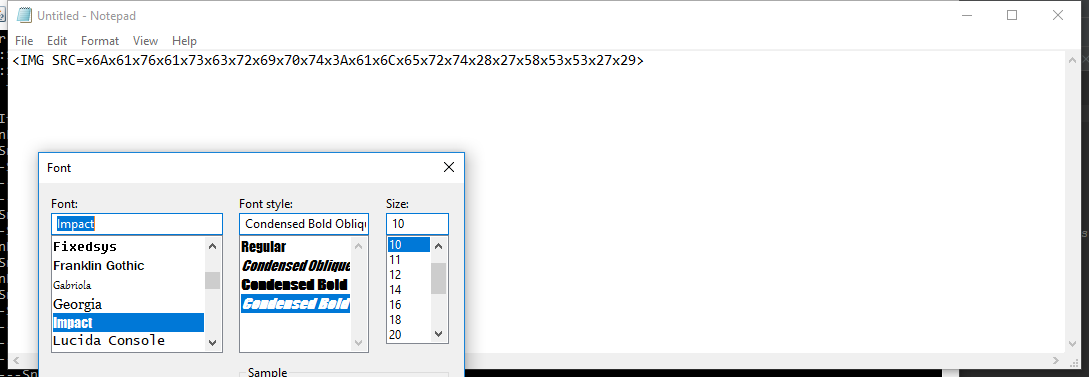 Untitled - Notepad
File Edit Format View Help
<IMG SRC=x6Ax61x76x61x73x63x72x69x70x74x3Ax61x6Cx65x72x74x28x27x58x53x53x27x29>
Font
Font: Font style: Size:
Impact Condensed Bold Obliqu 10
Fixedsys Regular 10
Franklin Gothic Condensed Oblique 11
Gabriola Condensed Bold 12
Georgia Condensed Bold 14
Impact 16
Lucida Console 18
20
Sample